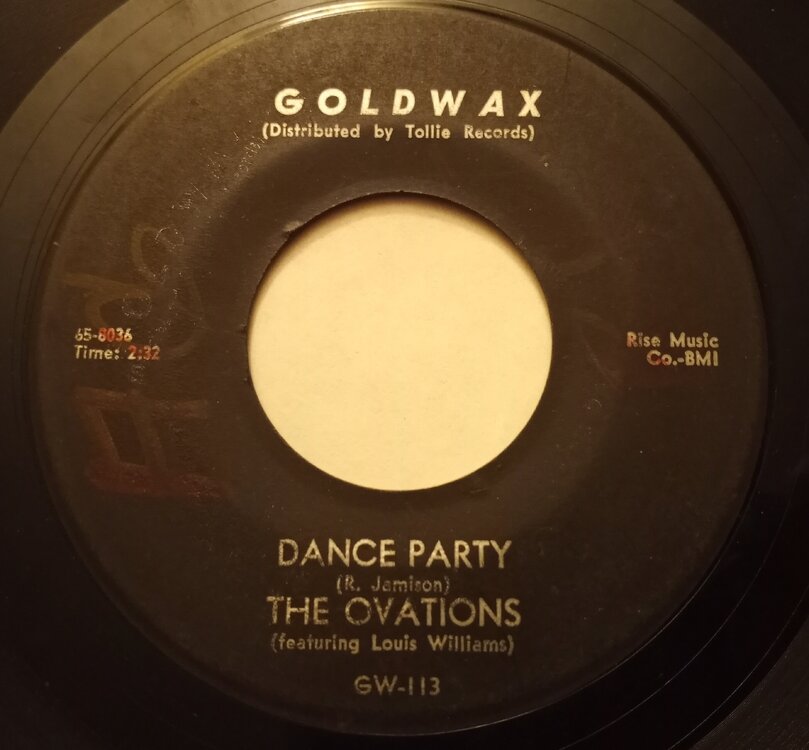 GOLDWAX
(Distributed by Tollie Records)
65-8036
Time: 2:32
Rise Music
Co.-BMI
DANCE PARTY
(R. Jamison)
THE OVATIONS
(featuring Louis Williams)
GW-113